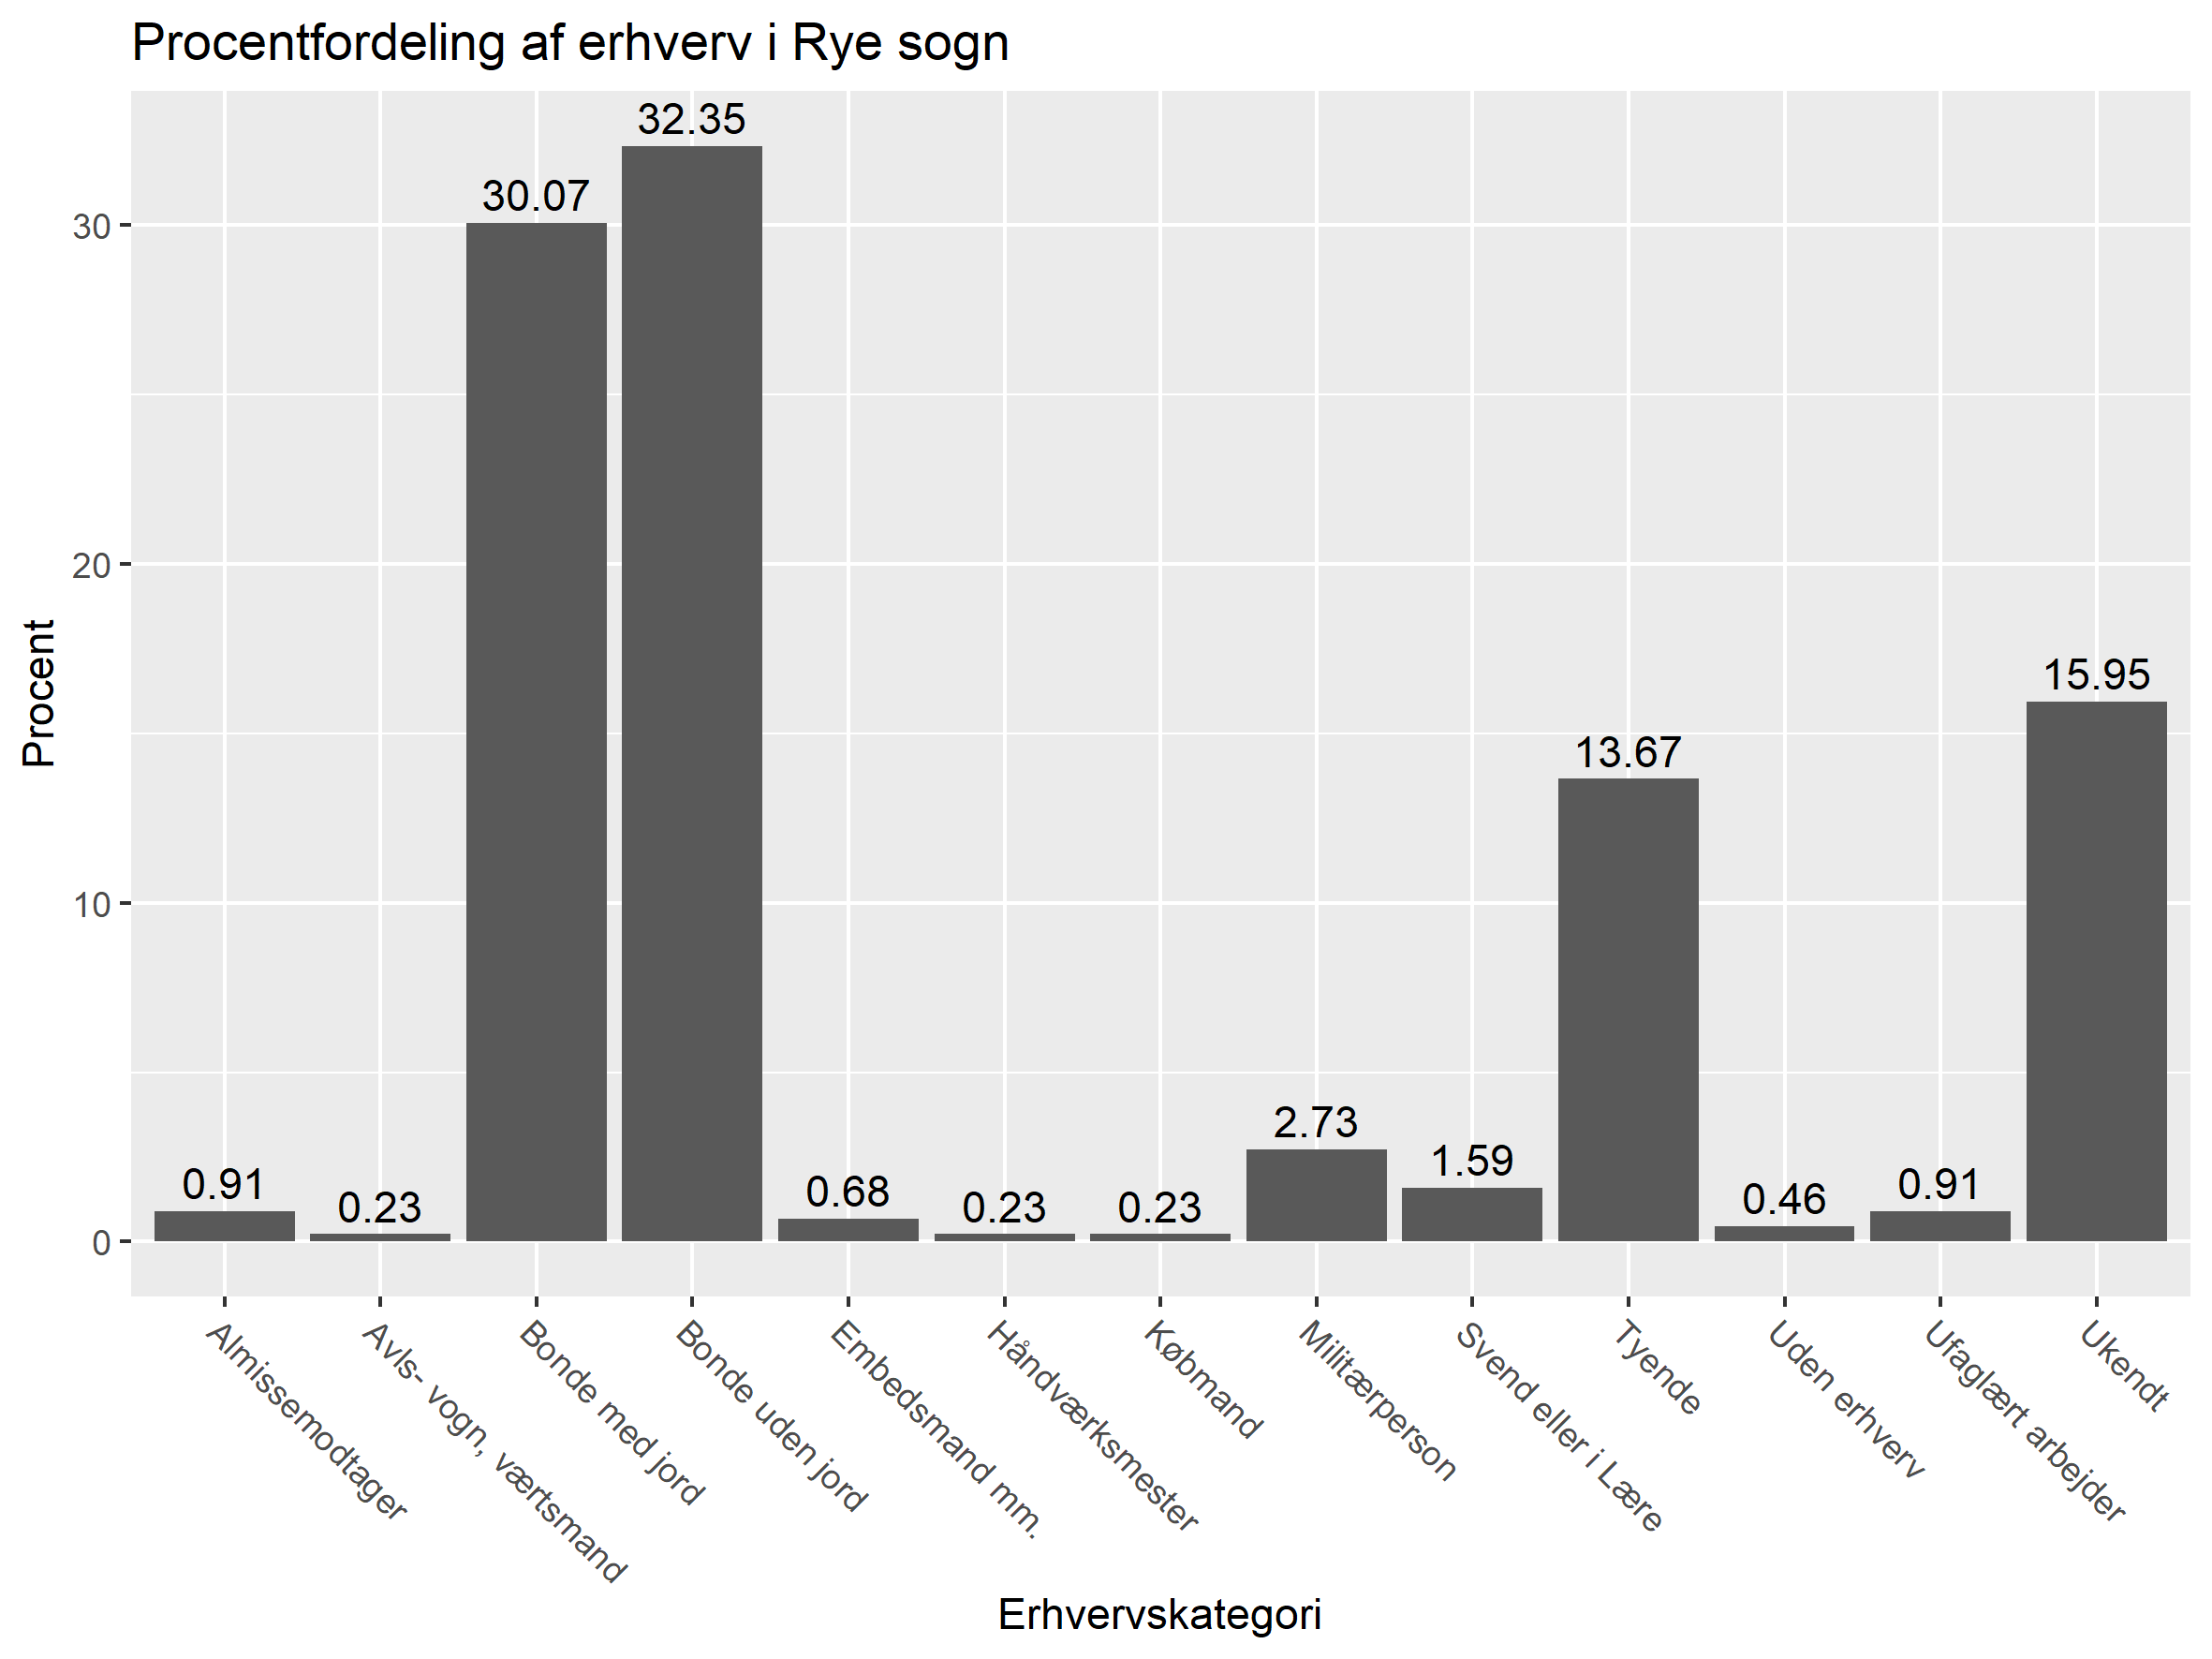 Procentfordeling af erhverv i Rye sogn
Procent
30
20
10
0
0.91
0.23
30.07
32.35
0.68
0.23
0.23
2.73
1.59
13.67
0.46
0.91
15.95
Almissemodtager
Avls- vogn, værtsmand
Bonde med jord
Bonde uden jord
Embedsmand mm.
Håndværksmester
Købmand
Militærperson
Svend eller i Lære
Tyende
Uden erhverv
Ufaglært arbejder
Ukendt
Erhvervskategori